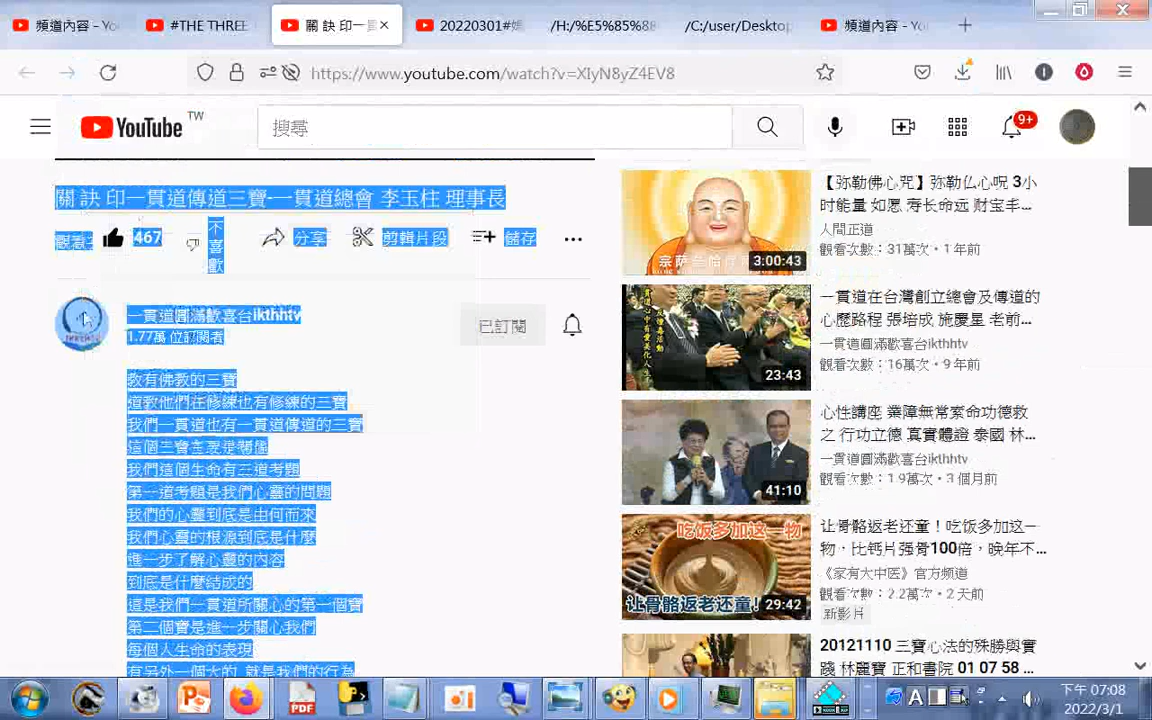 頻道內容 - Yo
#THE THREE
關 訣 印一
20220301#
/H:/%E5%85%88
/C:/user/Desktop
頻道內容 - Yo
https://www.youtube.com/watch?v=XIyN8yZ4EV8
YouTube TW
搜尋
9+
關 訣 印一貫道傳道三寶-一貫道總會 李玉柱 理事長
467
不喜歡
分享
剪輯片段
儲存
一貫道圓滿歡喜台ikthhtv
1.77萬 位訂閱者
已訂閱
教有佛教的三寶
道教他們在修練也有修練的三寶
我們一貫道也有一貫道傳道的三寶
這個三寶
我們這個生命有三道考題
第一道考題是我們心靈的問題
我們的心靈到底是由何而來
我們心靈的根源到底是什麼
進一步了解心靈的內容
到底是什麼結成的
這是我們一貫道所關心的第一個寶
第二個寶是進一步關心我們
每個人生命的表現
有另外一個大的 就是我們的行為
3:00:43
【弥勒佛心咒】弥勒仏心呪 3小
时能量 如愿 寿长命远 财宝丰...
人間正道
觀看次數：31萬次 • 1 年前
23:43
一貫道在台灣創立總會及傳道的
心歷路程 張培成 施慶星 老前...
一貫道圓滿歡喜台ikthhtv
觀看次數：16萬次 • 9 年前
41:10
心性講座 業障無常索命功德救
之 行功立德 真實體證 泰國 林...
一貫道圓滿歡喜台ikthhtv
觀看次數：1.9萬次 • 3 個月前
吃饭多加这一物
让骨骼返老还童!
29:42
让骨骼返老还童！吃饭多加这一
物，比钙片强骨100倍，晚年不...
《家有大中医》官方频道
觀看次數：2.2萬次 • 2 天前
新影片
20121110 三寶心法的殊勝與實
踐 林麗寶 正和書院 01 07 58 ...
下午 07:08
2022/3/1